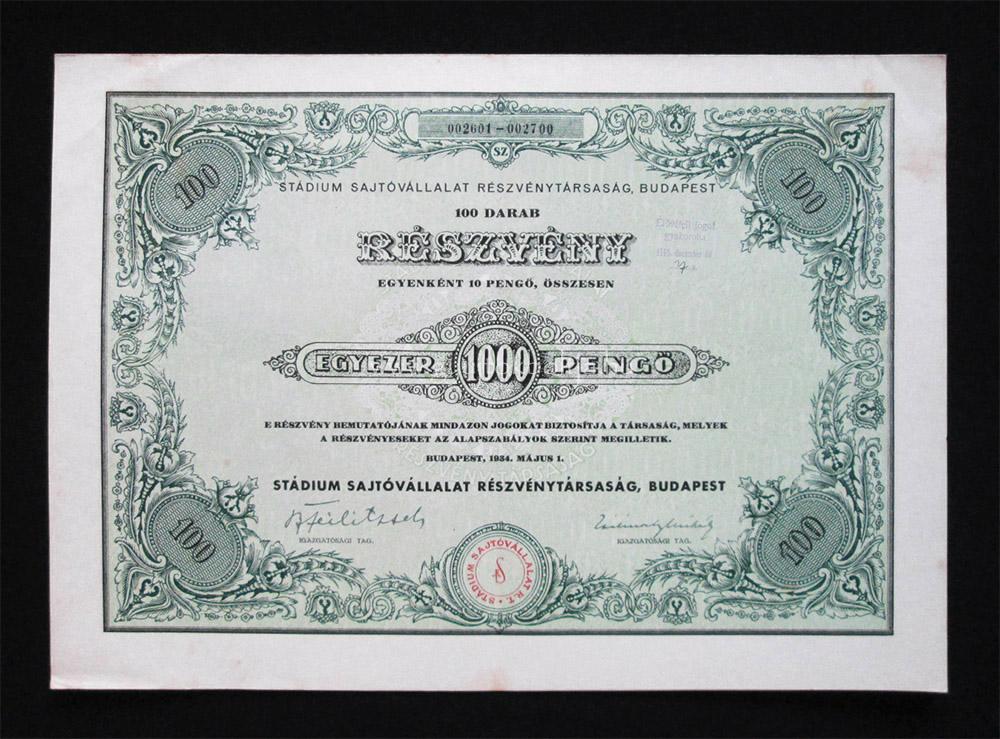 002601-002700
SZ
100
100
STÁDIUM SAJTÓVÁLLALAT RÉSZVÉNYTÁRSASÁG, BUDAPEST
100 DARAB
RÉSZVÉNY
EGYENKÉNT 10 PENGŐ, ÖSSZESEN
EGYEZER 1000 PENGŐ
E RÉSZVÉNY BEMUTATÓJÁNAK MINDAZON JOGOKAT BIZTOSÍTJA A TÁRSASÁG, MELYEK
A RÉSZVÉNYESEKET AZ ALAPSZABÁLYOK SZERINT MEGILLETIK.
BUDAPEST, 1934. MÁJUS 1.
STÁDIUM SAJTÓVÁLLALAT RÉSZVÉNYTÁRSASÁG, BUDAPEST
IGAZGATÓSÁGI TAG.
IGAZGATÓSÁGI TAG.
100
100
STÁDIUM SAJTÓVÁLLALAT R.T.